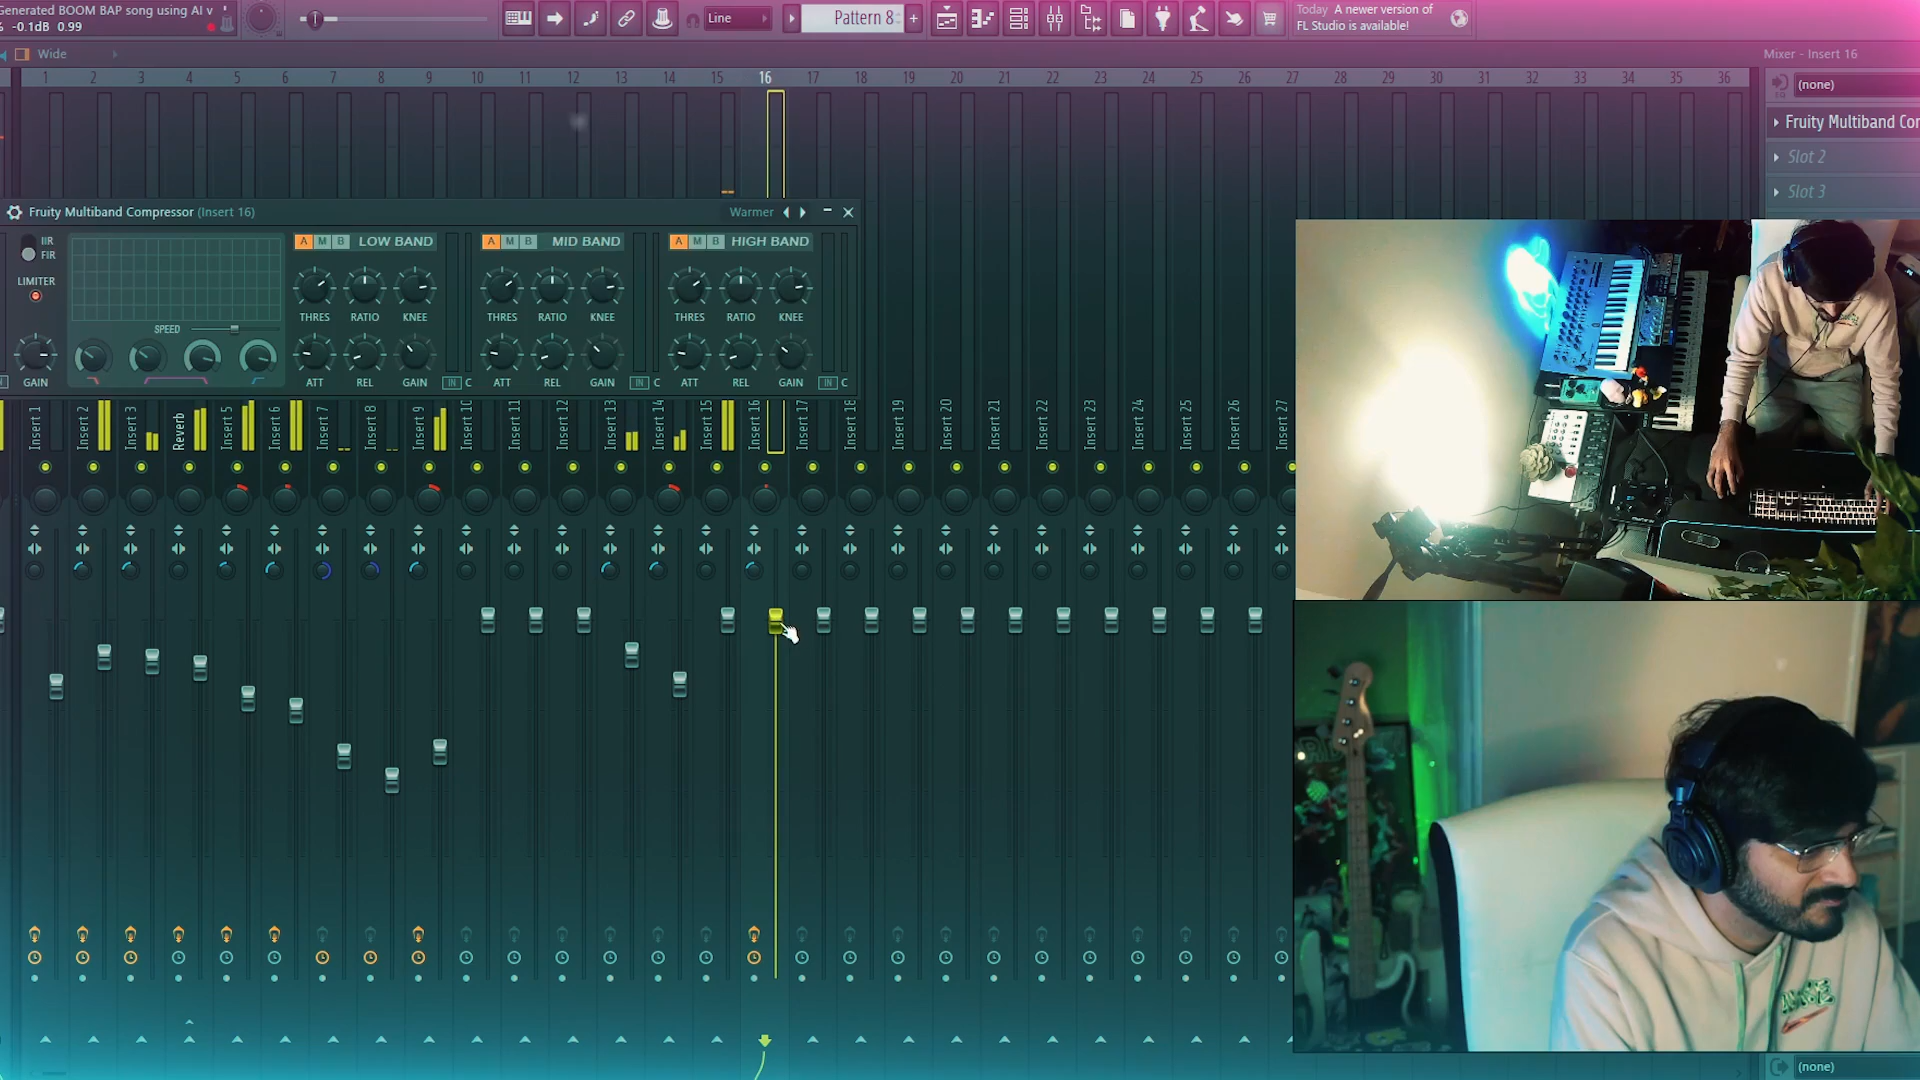 Generated BOOM BAP song using AI v
% -0.1dB 0.99
Line
Pattern 8
Today A newer version of
FL Studio is available!
Wide
Mixer - Insert 16
1 2 3 4 5 6 7 8 9 10 11 12 13 14 15 16 17 18 19 20 21 22 23 24 25 26 27 28 29 30 31 32 33 34 35 36
(none)
Fruity Multiband Cor
Slot 2
Slot 3
Fruity Multiband Compressor (Insert 16)
Warmer
IIR
FIR
LIMITER
GAIN
SPEED
A M B LOW BAND
THRES RATIO KNEE
ATT REL GAIN IN C
A M B MID BAND
THRES RATIO KNEE
ATT REL GAIN IN C
A M B HIGH BAND
THRES RATIO KNEE
ATT REL GAIN IN C
Insert 1
Insert 2
Insert 3
Reverb
Insert 5
Insert 6
Insert 7
Insert 8
Insert 9
Insert 10
Insert 11
Insert 12
Insert 13
Insert 14
Insert 15
Insert 16
Insert 17
Insert 18
Insert 19
Insert 20
Insert 21
Insert 22
Insert 23
Insert 24
Insert 25
Insert 26
Insert 27
(none)